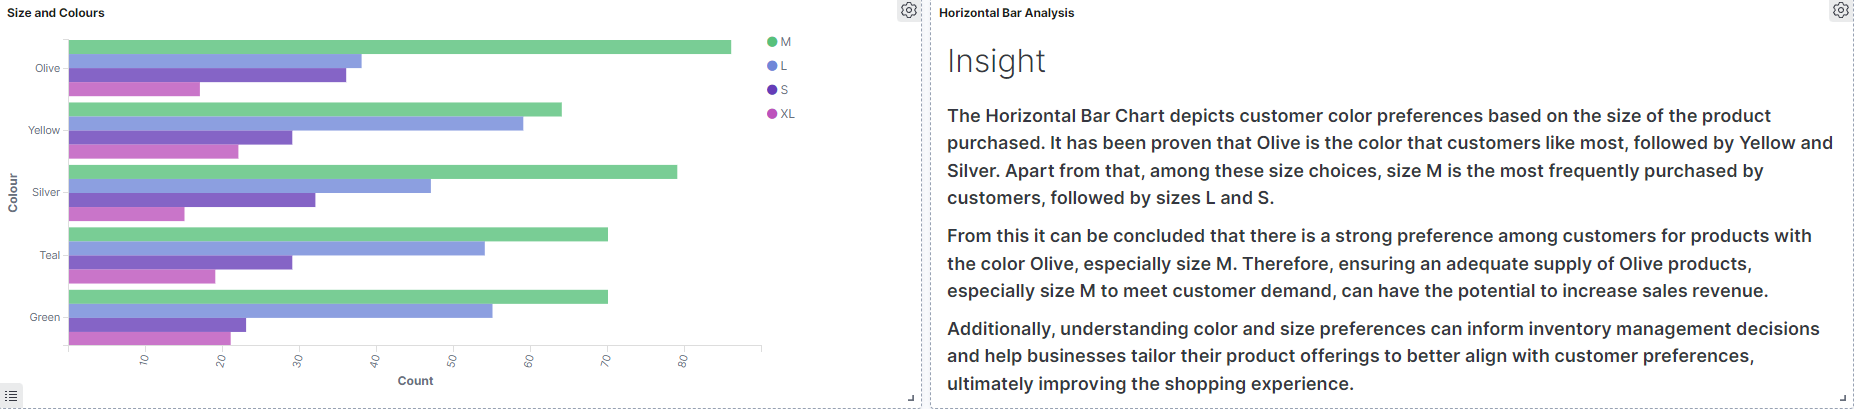 Size and Colours
Olive
Yellow
Silver
Teal
Green
Colour
10
20
30
40
50
60
70
80
Count
M
L
S
XL
Horizontal Bar Analysis
Insight
The Horizontal Bar Chart depicts customer color preferences based on the size of the product
purchased. It has been proven that Olive is the color that customers like most, followed by Yellow and
Silver. Apart from that, among these size choices, size M is the most frequently purchased by
customers, followed by sizes L and S.
From this it can be concluded that there is a strong preference among customers for products with
the color Olive, especially size M. Therefore, ensuring an adequate supply of Olive products,
especially size M to meet customer demand, can have the potential to increase sales revenue.
Additionally, understanding color and size preferences can inform inventory management decisions
and help businesses tailor their product offerings to better align with customer preferences,
ultimately improving the shopping experience.